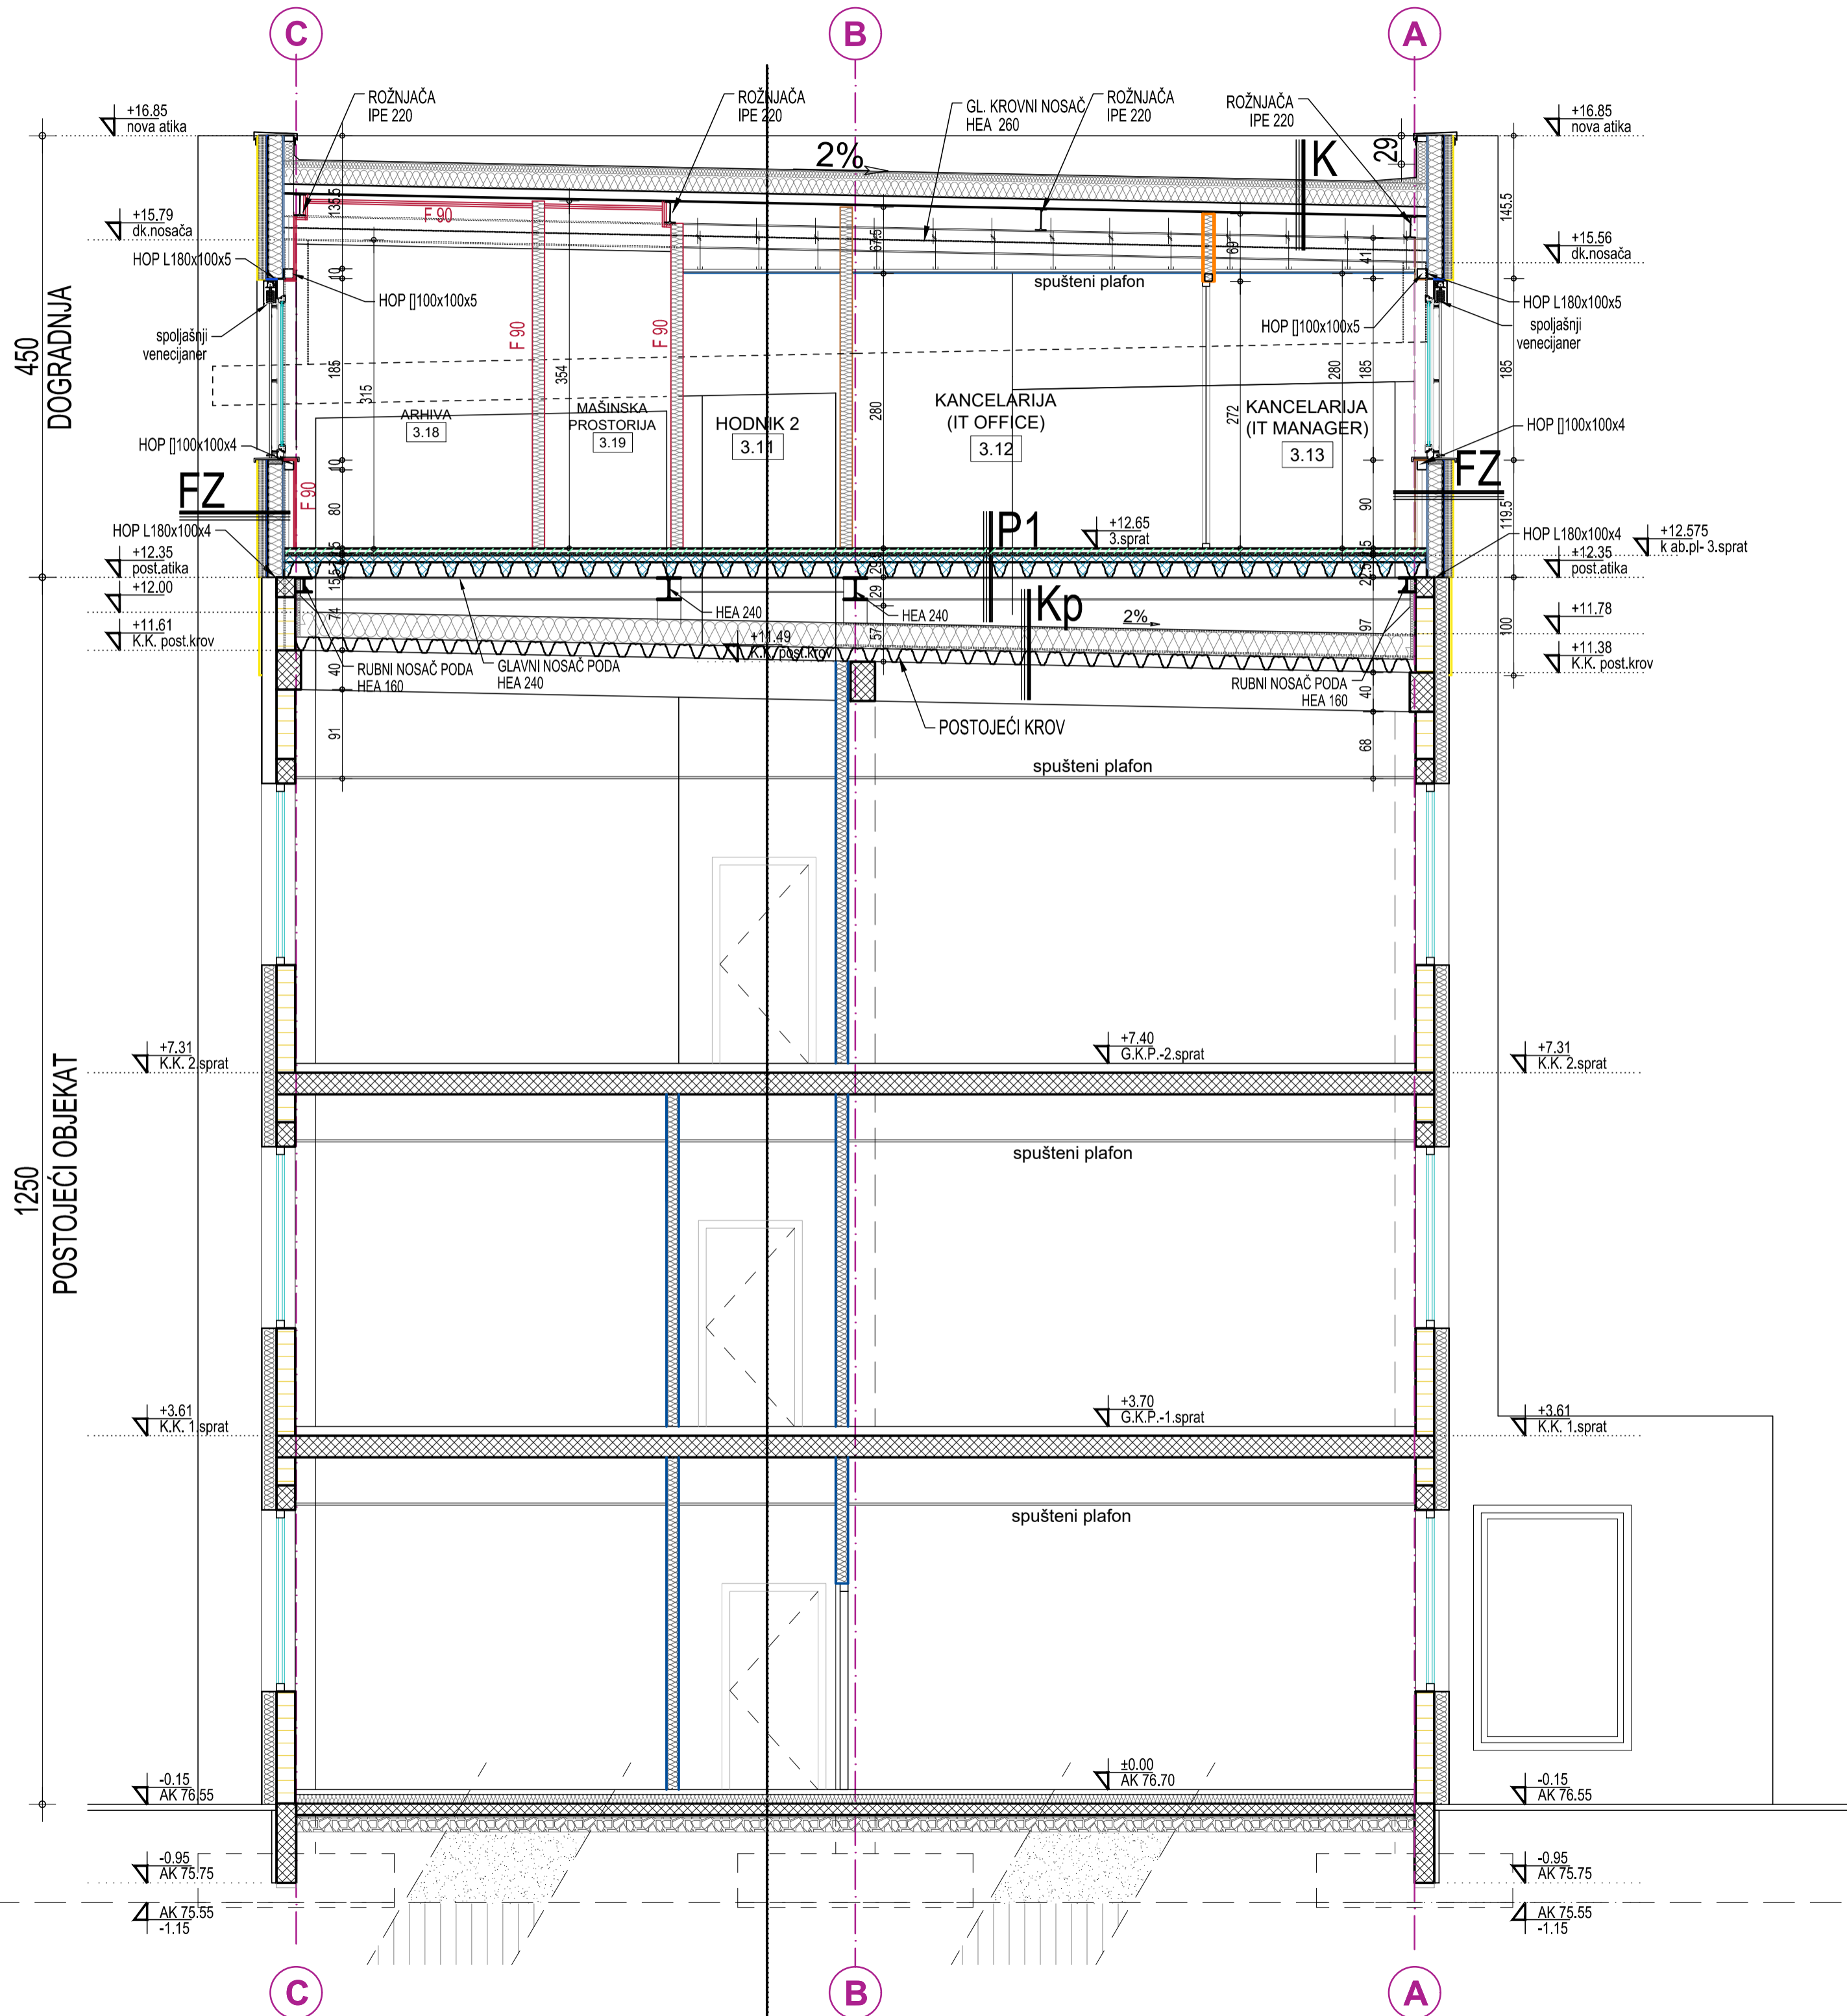 C
B
A
+16.85
nova atika
ROŽNJAČA
IPE 220
ROŽNJAČA
IPE 220
GL. KROVNI NOSAČ
HEA 260
ROŽNJAČA
IPE 220
ROŽNJAČA
IPE 220
+16.85
nova atika
2%
K
29
135.5
145.5
F 90
+15.79
dk.nosača
67.5
69
41
+15.56
dk.nosača
HOP L180x100x5
10
HOP []100x100x5
spušteni plafon
HOP L180x100x5
HOP []100x100x5
spoljašnji
venecijaner
spoljašnji
venecijaner
450
DOGRADNJA
F 90
F 90
185
315
354
280
272
280
185
185
ARHIVA
3.18
MAŠINSKA
PROSTORIJA
3.19
HODNIK 2
3.11
KANCELARIJA
(IT OFFICE)
3.12
KANCELARIJA
(IT MANAGER)
3.13
HOP []100x100x4
HOP []100x100x4
10
FZ
FZ
F 90
80
90
119.5
HOP L180x100x4
P1
+12.65
3.sprat
HOP L180x100x4
+12.575
k ab.pl- 3.sprat
+12.35
post.atika
+12.35
post.atika
22.5
+12.00
74
HEA 240
29
HEA 240
Kp
2%
97
100
+11.78
+11.61
K.K. post.krov
+11.49
K.K. post.krov
57
+11.38
K.K. post.krov
40
RUBNI NOSAČ PODA
HEA 160
GLAVNI NOSAČ PODA
HEA 240
RUBNI NOSAČ PODA
HEA 160
40
91
POSTOJEĆI KROV
68
spušteni plafon
+7.31
K.K. 2.sprat
+7.40
G.K.P.-2.sprat
+7.31
K.K. 2.sprat
1250
POSTOJEĆI OBJEKAT
spušteni plafon
+3.61
K.K. 1.sprat
+3.70
G.K.P.-1.sprat
+3.61
K.K. 1.sprat
spušteni plafon
-0.15
AK 76.55
±0.00
AK 76.70
-0.15
AK 76.55
-0.95
AK 75.75
-0.95
AK 75.75
AK 75.55
-1.15
AK 75.55
-1.15
C
B
A